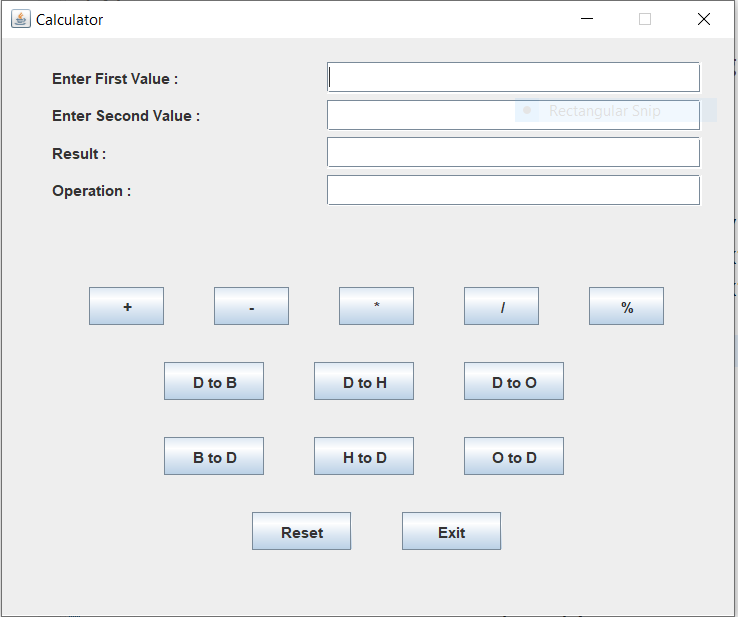 Calculator
Enter First Value :
Enter Second Value :
Rectangular Snip
Result :
Operation :
+ - * / %
D to B D to H D to O
B to D H to D O to D
Reset Exit